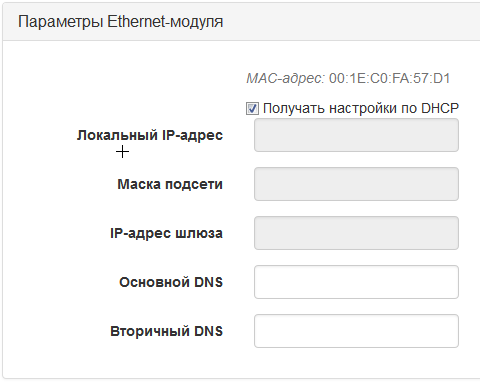 Параметры Ethernet-модуля
MAC-адрес: 00:1E:C0:FA:57:D1
Получать настройки по DHCP
Локальный IP-адрес
Маска подсети
IP-адрес шлюза
Основной DNS
Вторичный DNS